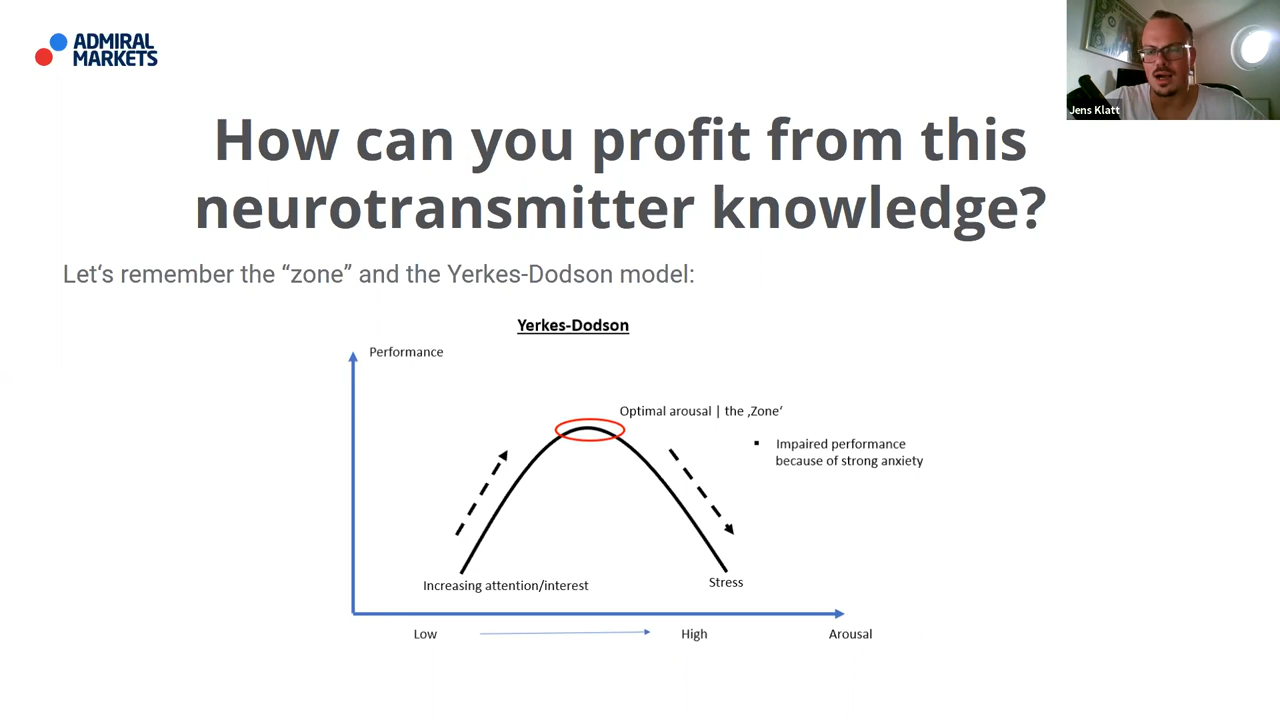 ADMIRAL
MARKETS
Jens Klatt
How can you profit from this
neurotransmitter knowledge?
Let‘s remember the “zone” and the Yerkes-Dodson model:
Yerkes-Dodson
Performance
Optimal arousal | the ‚Zone‘
▪ Impaired performance
because of strong anxiety
Increasing attention/interest
Stress
Low
High
Arousal